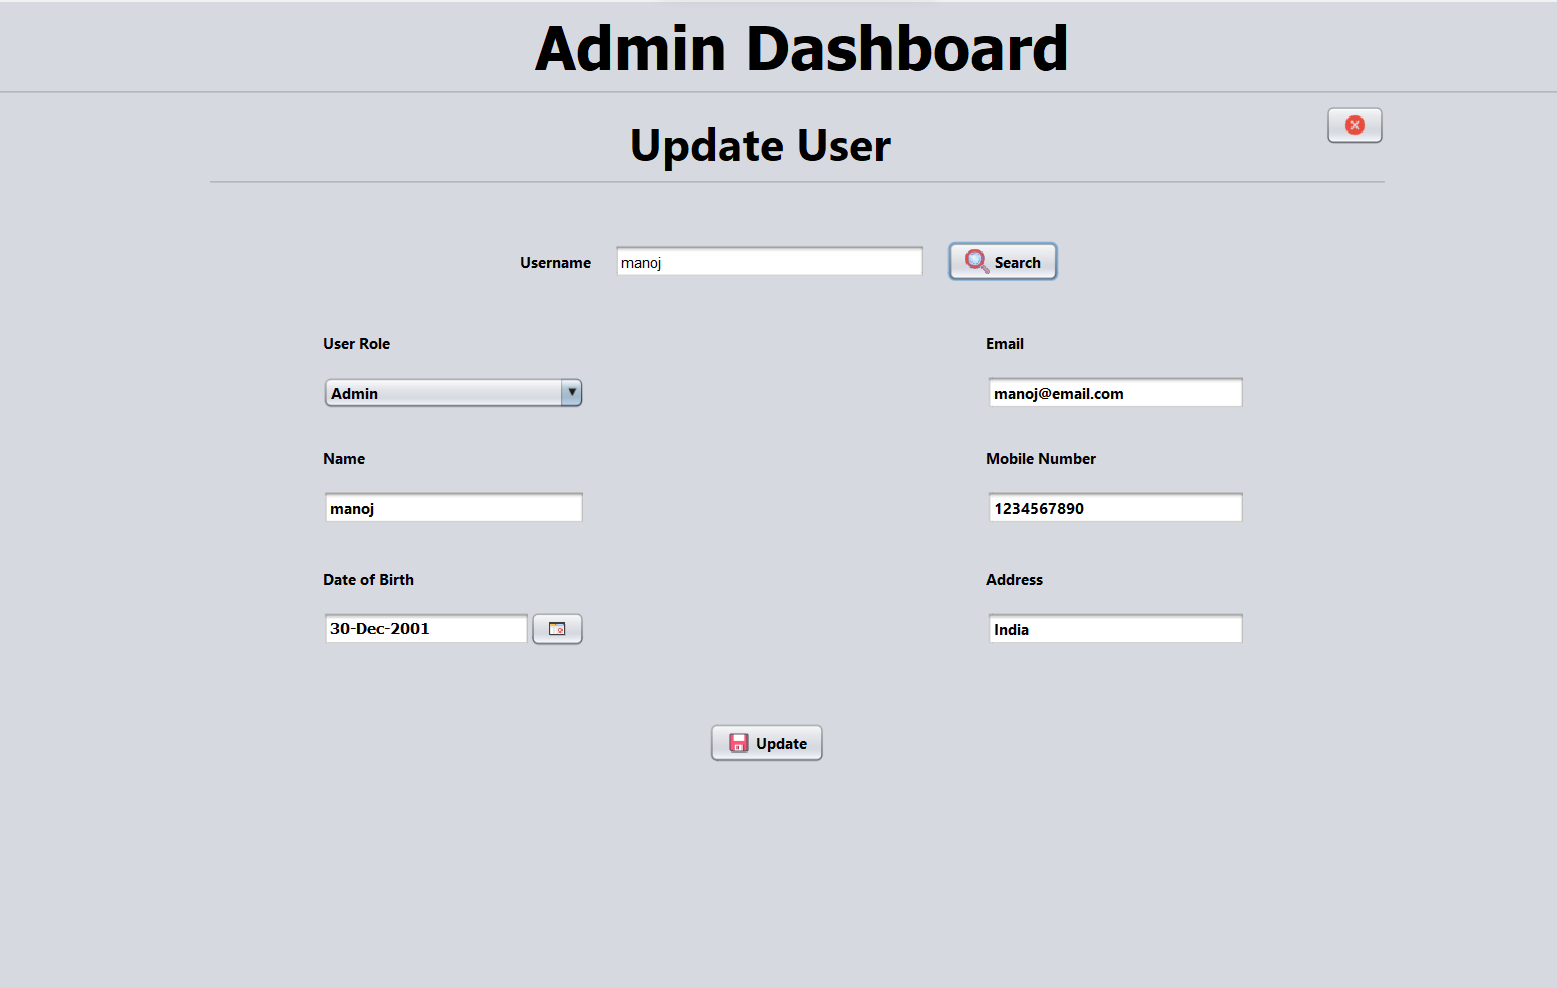 Admin Dashboard
Update User
Username manoj Search
User Role Email
Admin manoj@email.com
Name Mobile Number
manoj 1234567890
Date of Birth Address
30-Dec-2001 India
Update